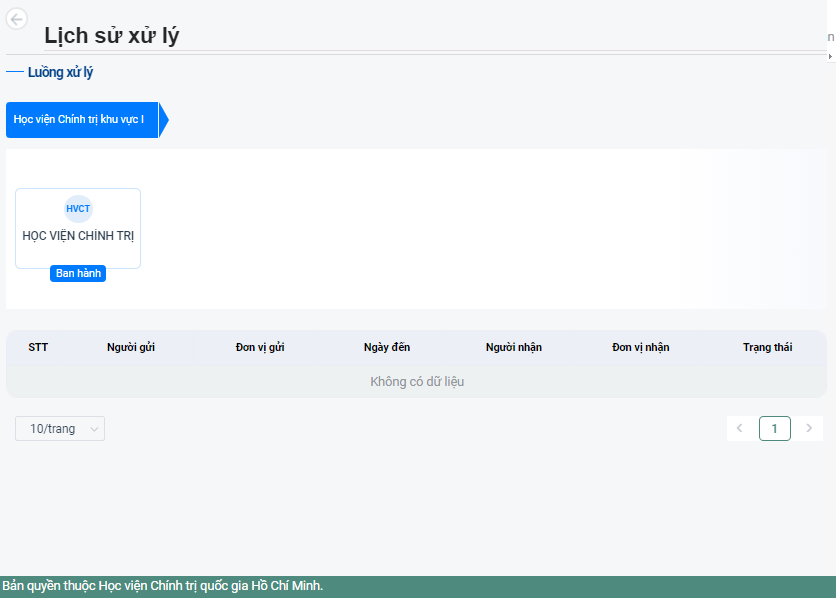 Lịch sử xử lý
n
Luồng xử lý
Học viện Chính trị khu vực I
HVCT
HỌC VIỆN CHÍNH TRỊ
Ban hành
STT Người gửi Đơn vị gửi Ngày đến Người nhận Đơn vị nhận Trạng thái
Không có dữ liệu
10/trang
1
Bản quyền thuộc Học viện Chính trị quốc gia Hồ Chí Minh.